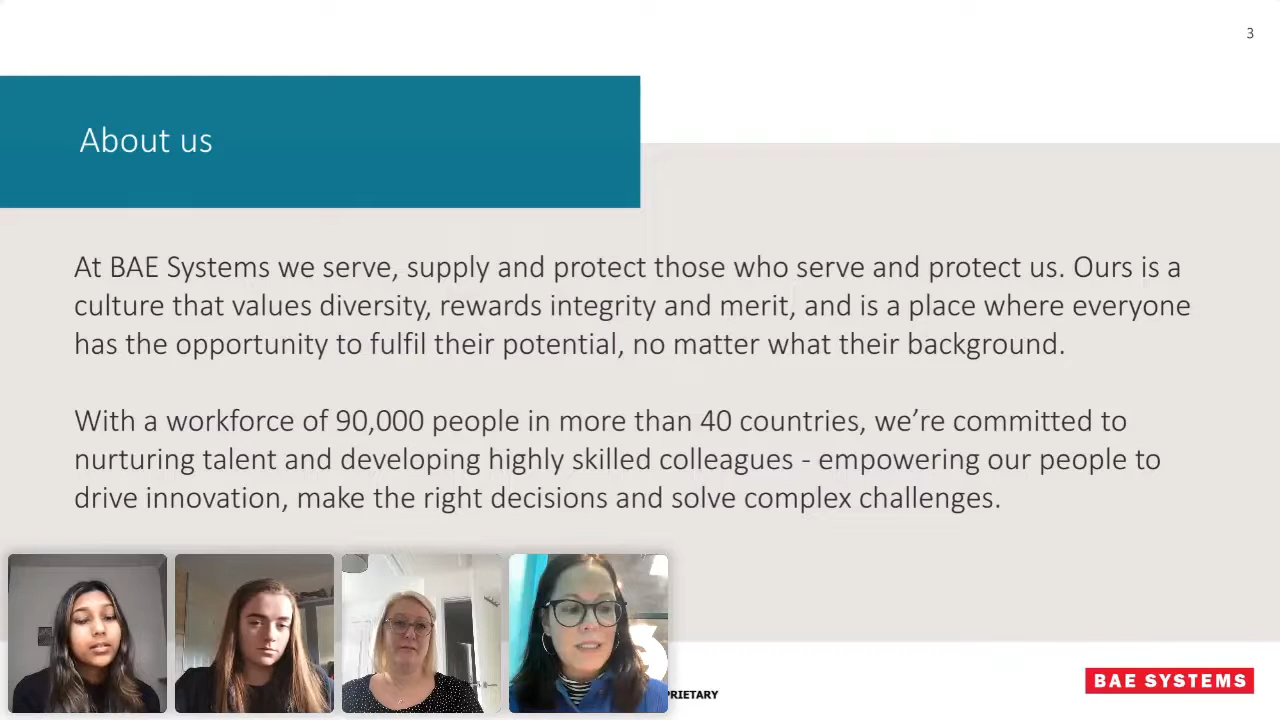 3
About us
At BAE Systems we serve, supply and protect those who serve and protect us. Ours is a
culture that values diversity, rewards integrity and merit, and is a place where everyone
has the opportunity to fulfil their potential, no matter what their background.
With a workforce of 90,000 people in more than 40 countries, we’re committed to
nurturing talent and developing highly skilled colleagues - empowering our people to
drive innovation, make the right decisions and solve complex challenges.
PRIETARY
BAE SYSTEMS